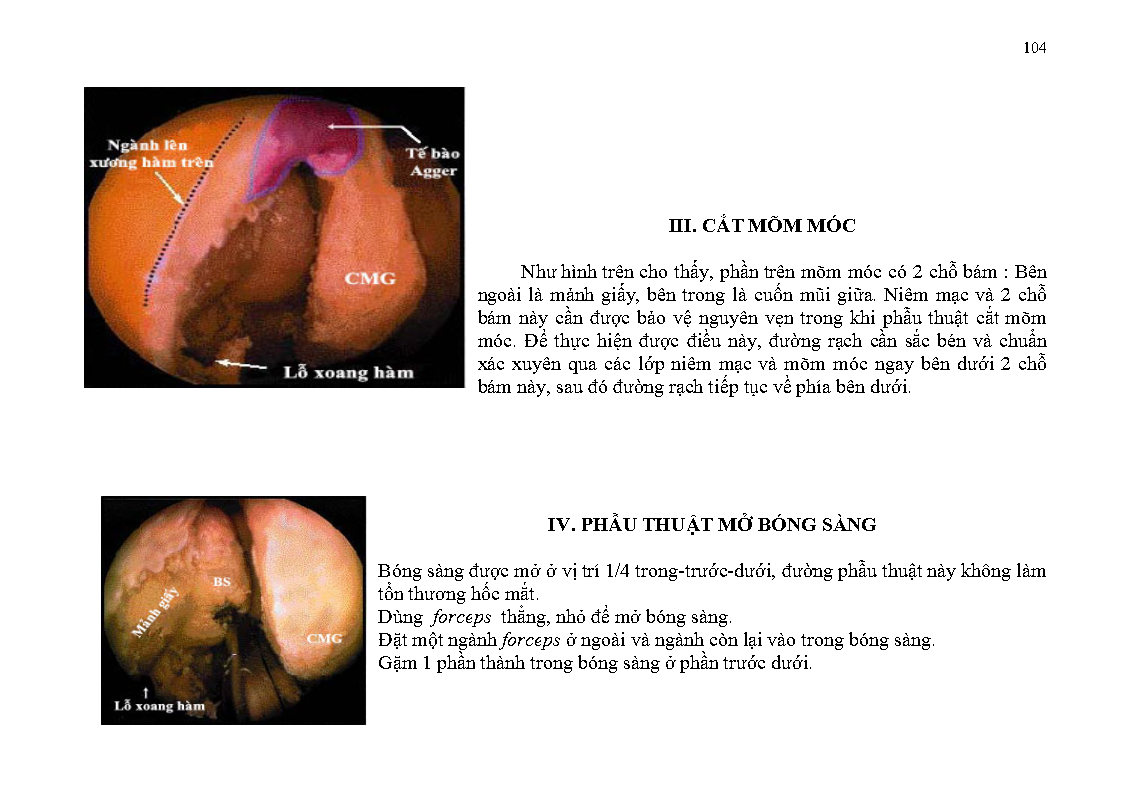 104
Ngành lên
xương hàm trên
Tế bào
Agger
CMG
Lỗ xoang hàm
III. CẮT MÕM MÓC
Như hình trên cho thấy, phần trên mõm móc có 2 chỗ bám : Bên
ngoài là mảnh giấy, bên trong là cuốn mũi giữa. Niêm mạc và 2 chỗ
bám này cần được bảo vệ nguyên vẹn trong khi phẫu thuật cắt mõm
móc. Để thực hiện được điều này, đường rạch cần sắc bén và chuẩn
xác xuyên qua các lớp niêm mạc và mõm móc ngay bên dưới 2 chỗ
bám này, sau đó đường rạch tiếp tục về phía bên dưới.
BS
Mảnh giấy
CMG
Lỗ xoang hàm
IV. PHẪU THUẬT MỞ BÓNG SÀNG
Bóng sàng được mở ở vị trí 1/4 trong-trước-dưới, đường phẫu thuật này không làm
tổn thương hốc mắt.
Dùng forceps thẳng, nhỏ để mở bóng sàng.
Đặt một ngành forceps ở ngoài và ngành còn lại vào trong bóng sàng.
Gặm 1 phần thành trong bóng sàng ở phần trước dưới.